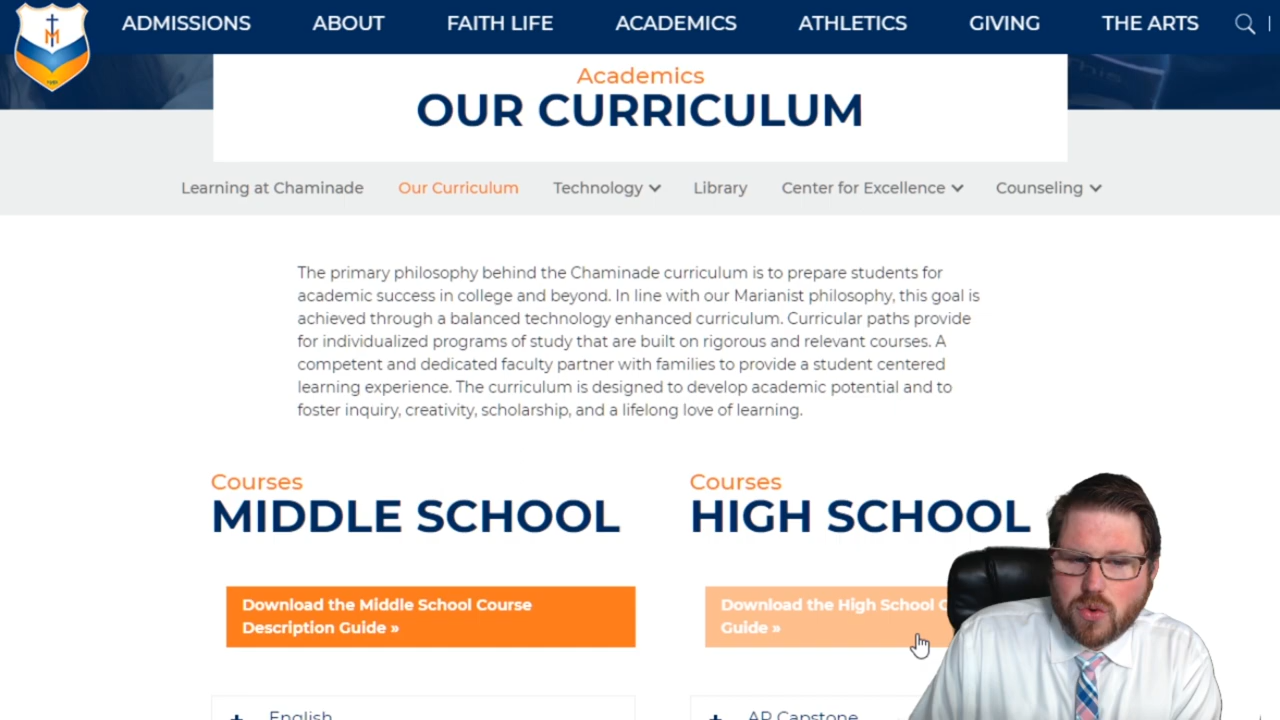 ADMISSIONS ABOUT FAITH LIFE ACADEMICS ATHLETICS GIVING THE ARTS
Academics
OUR CURRICULUM
Learning at Chaminade Our Curriculum Technology Library Center for Excellence Counseling
The primary philosophy behind the Chaminade curriculum is to prepare students for
academic success in college and beyond. In line with our Marianist philosophy, this goal is
achieved through a balanced technology enhanced curriculum. Curricular paths provide
for individualized programs of study that are built on rigorous and relevant courses. A
competent and dedicated faculty partner with families to provide a student centered
learning experience. The curriculum is designed to develop academic potential and to
foster inquiry, creativity, scholarship, and a lifelong love of learning.
Courses
MIDDLE SCHOOL
Download the Middle School Course
Description Guide »
English
Courses
HIGH SCHOOL
Download the High School
Guide »
AP Capstone